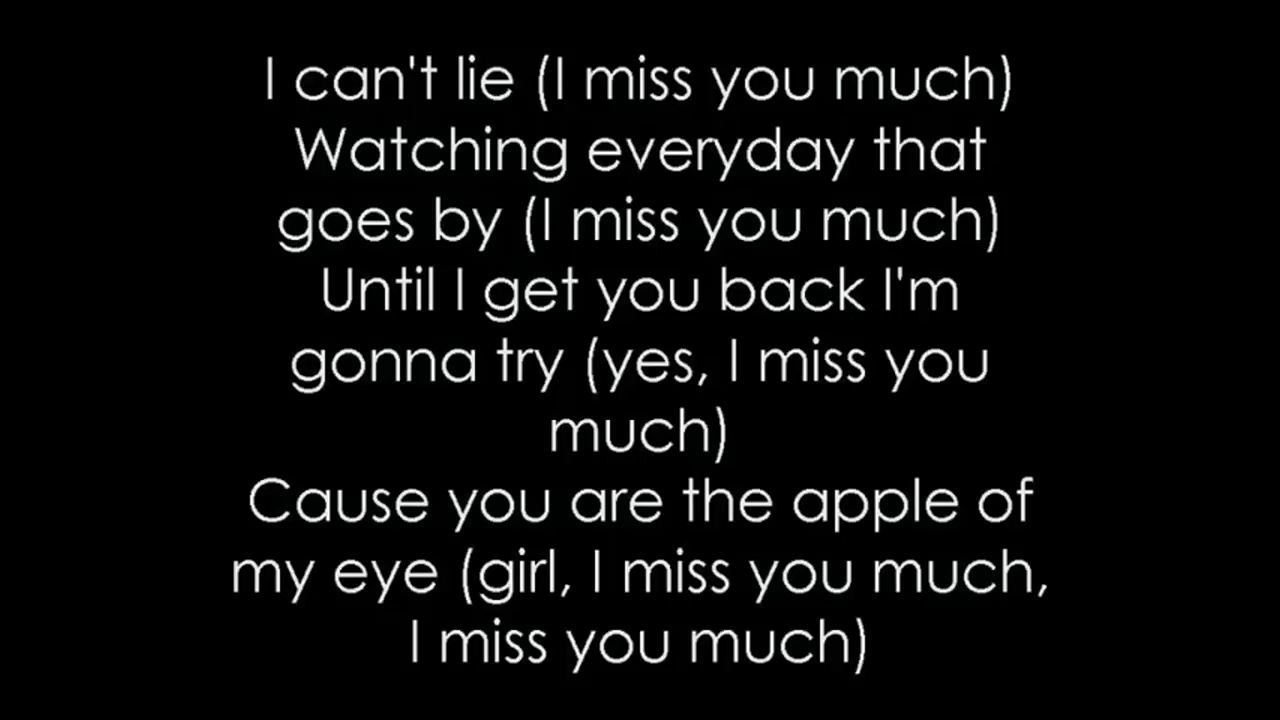 I can't lie (I miss you much)
Watching everyday that
goes by (I miss you much)
Until I get you back I'm
gonna try (yes, I miss you
much)
Cause you are the apple of
my eye (girl, I miss you much,
I miss you much)